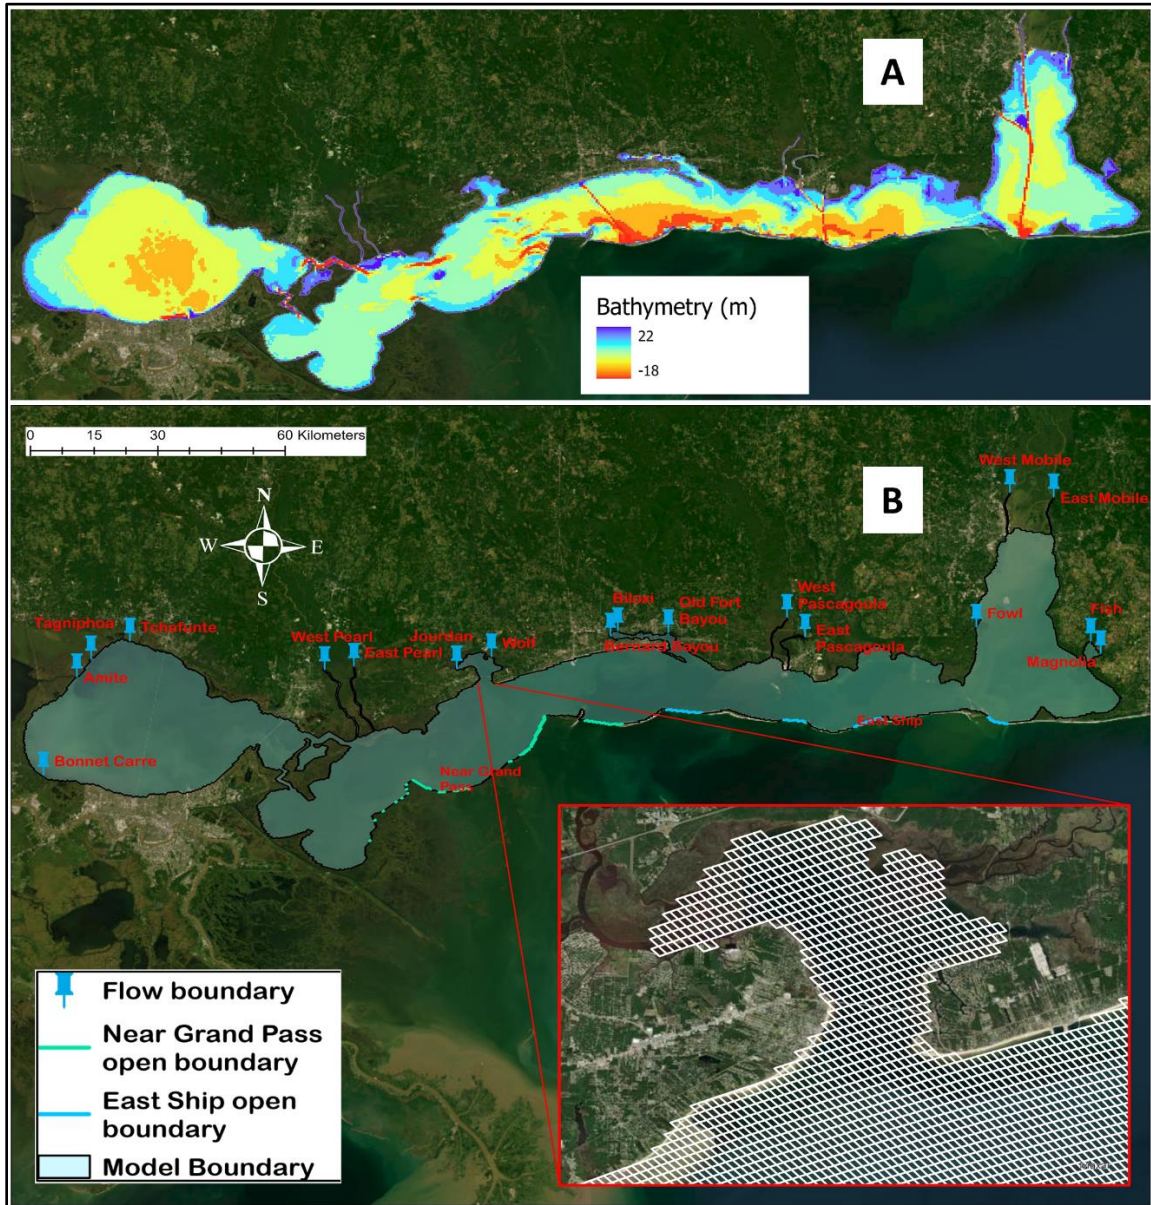 A
Bathymetry (m)
22
-18
0 15 30 60 Kilometers
N
W E
S
B
West Mobile
East Mobile
Tagniphoa
Tchafunte
Amite
Bonnet Carre
West Pearl
East Pearl
Jourdan
Wolf
Biloxi
Bernard Bayou
Old Fort
Bayou
West
Pascagoula
East
Pascagoula
Fowl
Fish
Magnolia
East Ship
Near Grand
Pass
Flow boundary
Near Grand Pass
open boundary
East Ship open
boundary
Model Boundary